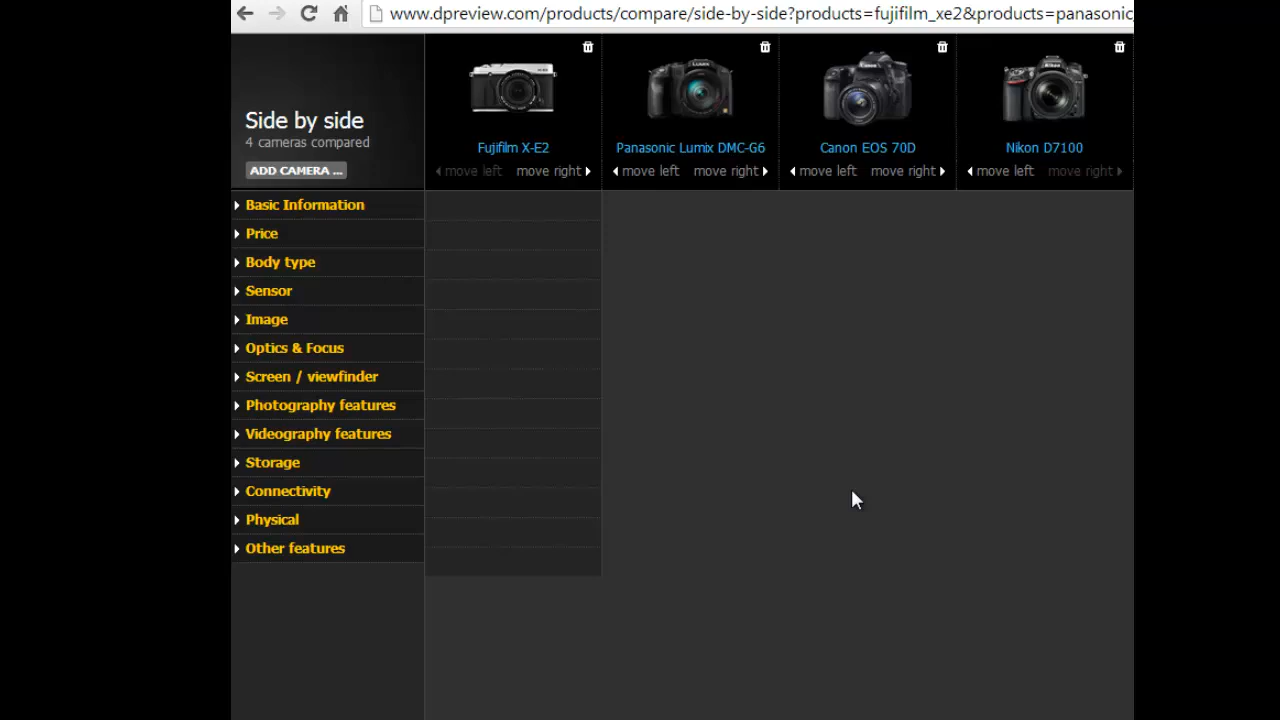 www.dpreview.com/products/compare/side-by-side?products=fujifilm_xe2&products=panasonic_
Side by side
4 cameras compared
ADD CAMERA ...
Fujifilm X-E2
Panasonic Lumix DMC-G6
Canon EOS 70D
Nikon D7100
move left move right
move left move right
move left move right
move left move right
Basic Information
Price
Body type
Sensor
Image
Optics & Focus
Screen / viewfinder
Photography features
Videography features
Storage
Connectivity
Physical
Other features